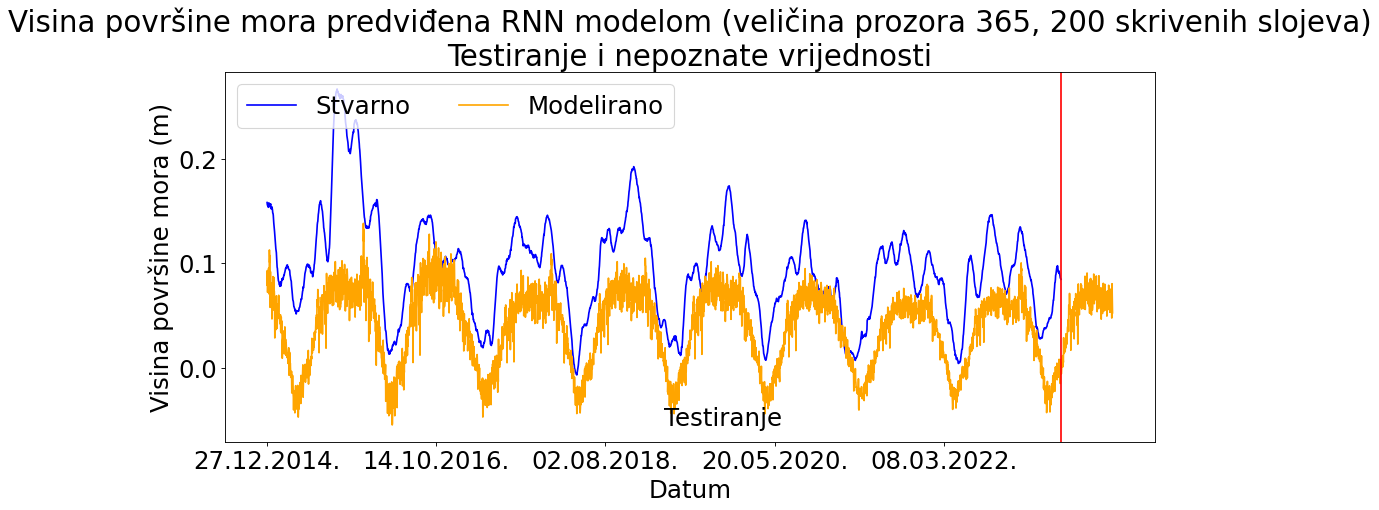 Visina površine mora predviđena RNN modelom (veličina prozora 365, 200 skrivenih slojeva)
Testiranje i nepoznate vrijednosti
Stvarno
Modelirano
Visina površine mora (m)
0.2
0.1
0.0
Testiranje
27.12.2014.
14.10.2016.
02.08.2018.
20.05.2020.
08.03.2022.
Datum